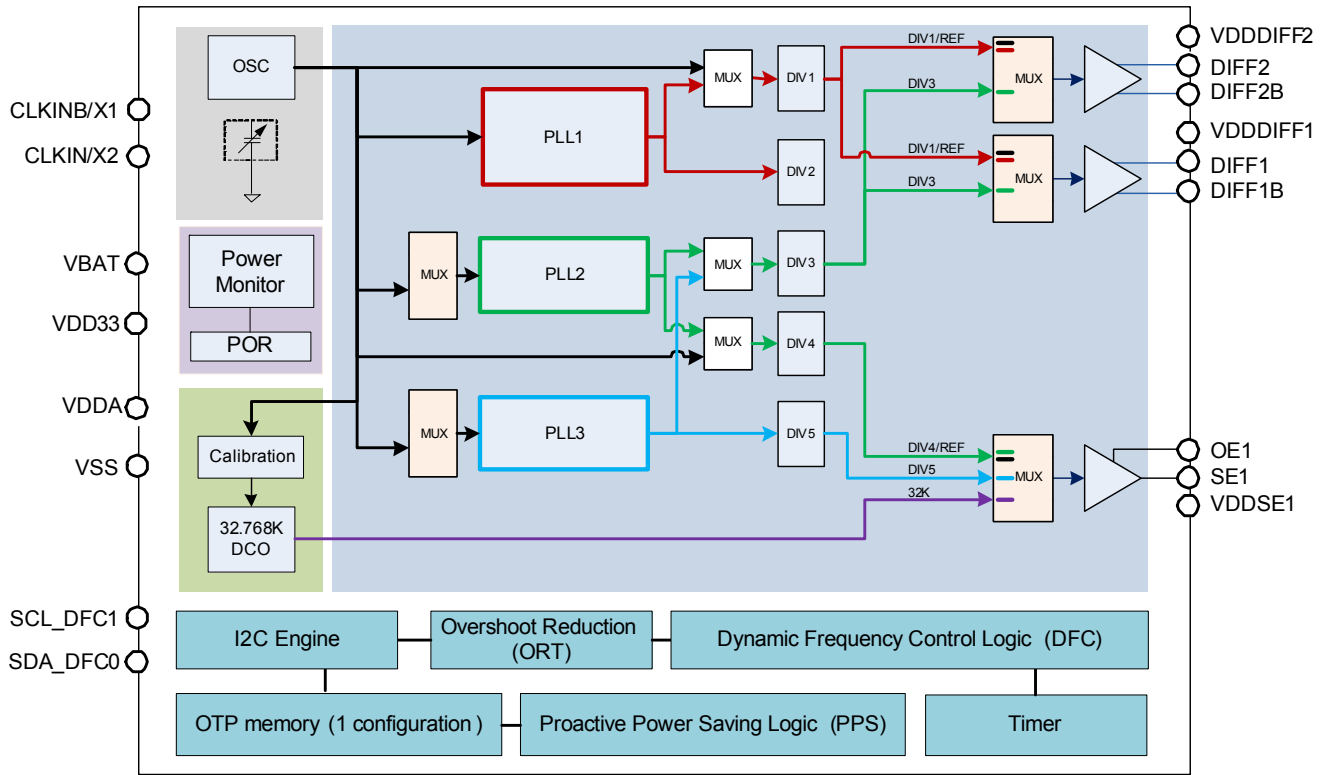 CLKINB/X1
CLKIN/X2
VBAT
VDD33
VDDA
VSS
SCL_DFC1
SDA_DFC0
OSC
Power
Monitor
POR
Calibration
32.768K
DCO
PLL1
MUX
PLL2
MUX
PLL3
MUX
DIV1
DIV2
MUX
DIV3
MUX
DIV4
DIV5
DIV1/REF
DIV3
MUX
DIV1/REF
DIV3
MUX
DIV4/REF
DIV5
32K
MUX
VDDDIFF2
DIFF2
DIFF2B
VDDDIFF1
DIFF1
DIFF1B
OE1
SE1
VDDSE1
I2C Engine
Overshoot Reduction
(ORT)
Dynamic Frequency Control Logic (DFC)
OTP memory (1 configuration )
Proactive Power Saving Logic (PPS)
Timer